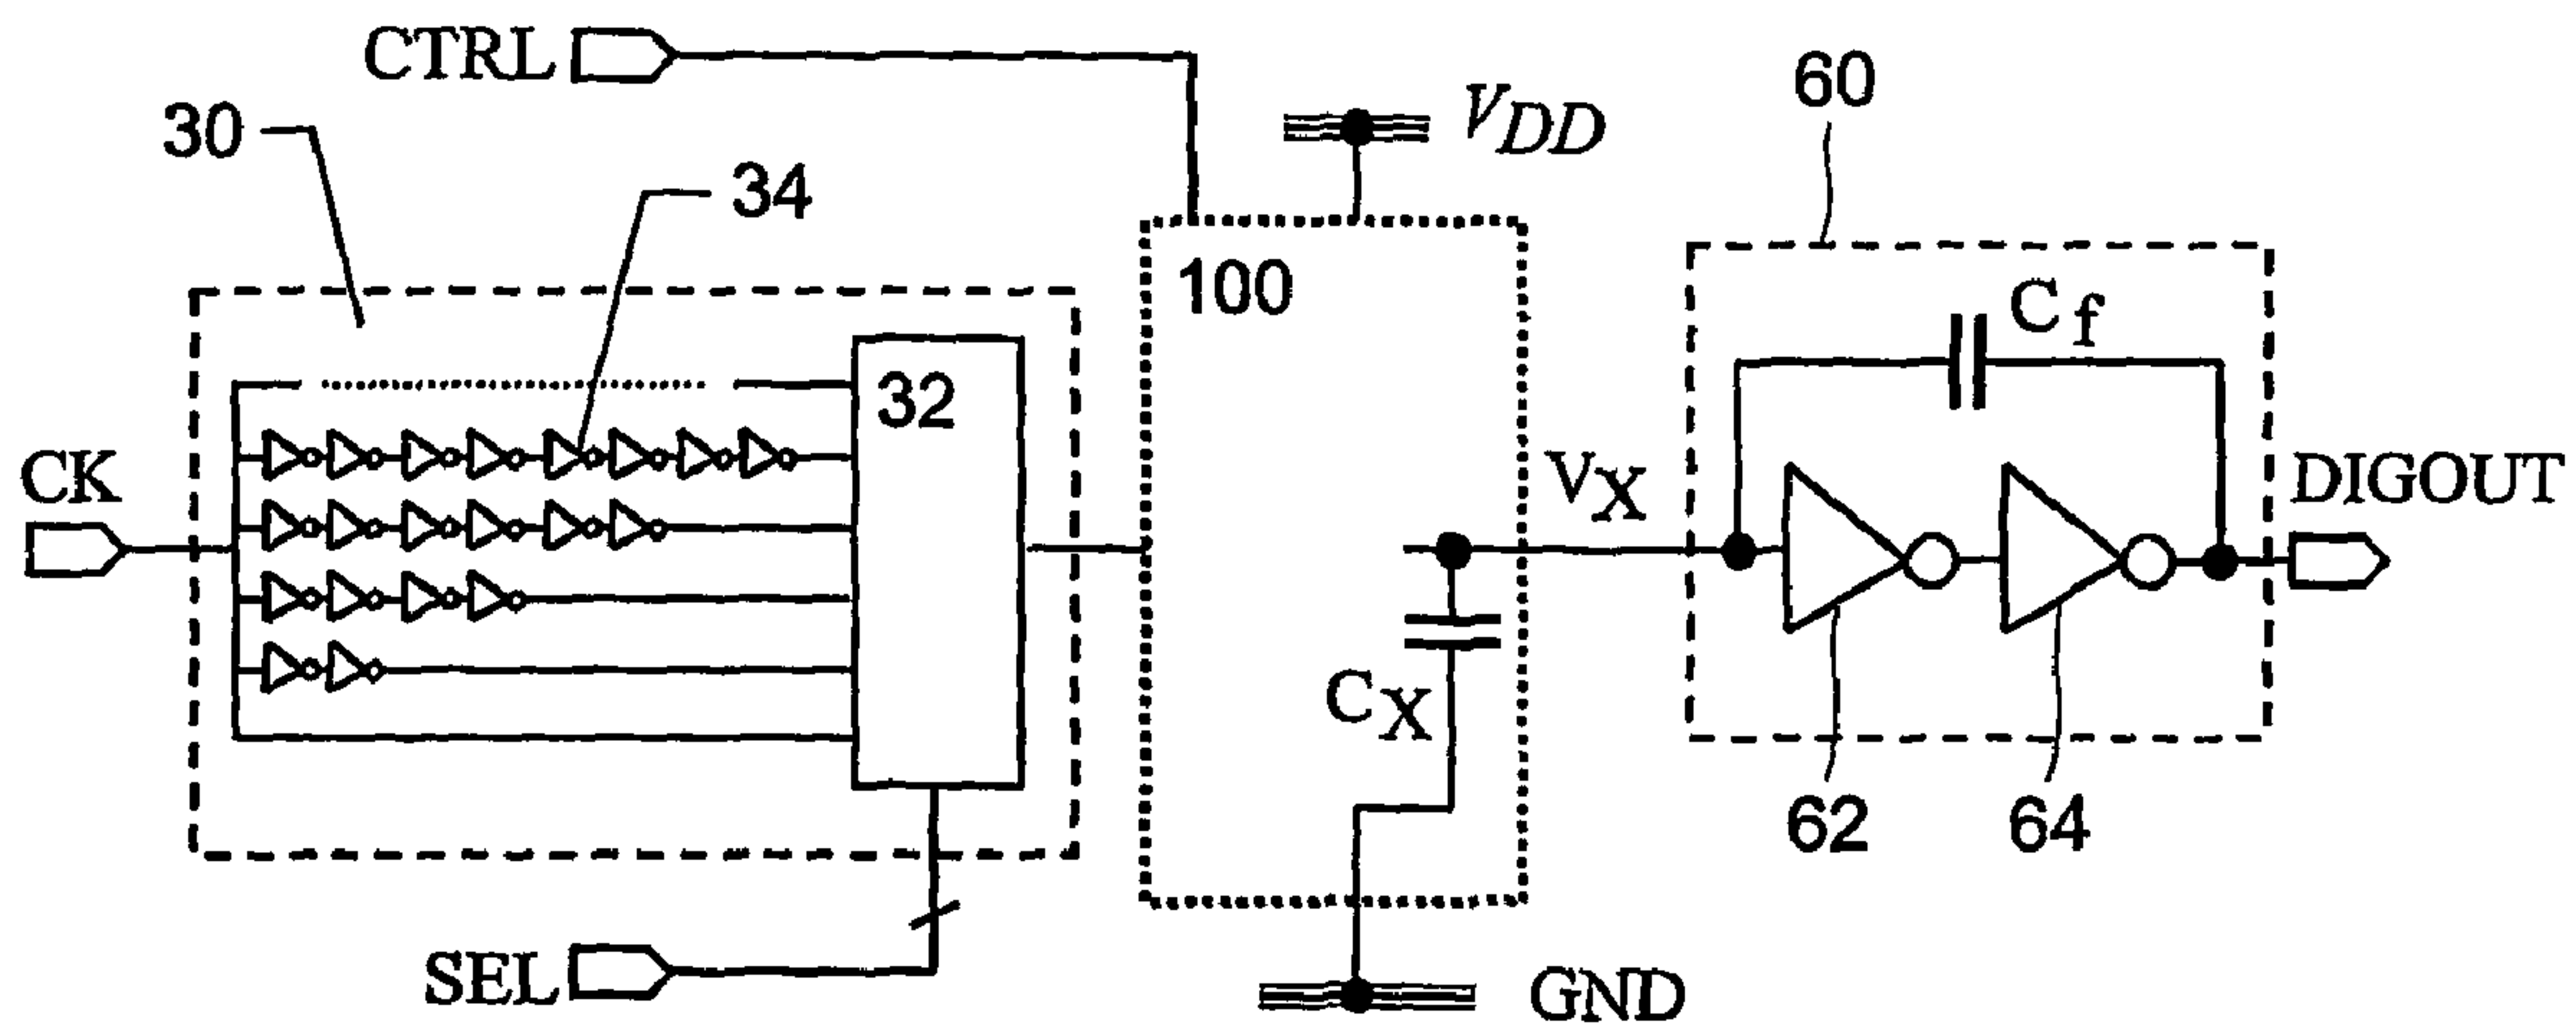 CTRL
30
34
V_DD
60
100
C_f
32
CK
V_X
DIGOUT
C_X
62
64
SEL
GND